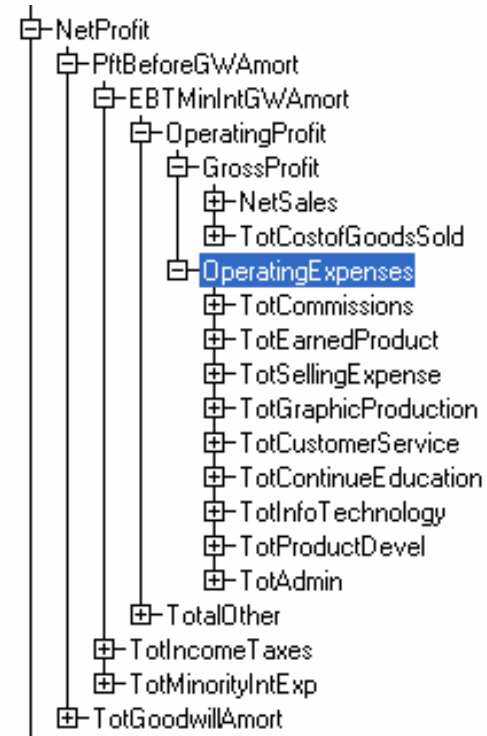 NetProfit
PftBeforeGWAmort
EBTMinIntGWAmort
OperatingProfit
GrossProfit
NetSales
TotCostofGoodsSold
OperatingExpenses
TotCommissions
TotEarnedProduct
TotSellingExpense
TotGraphicProduction
TotCustomerService
TotContinueEducation
TotInfoTechnology
TotProductDevel
TotAdmin
TotalOther
TotIncomeTaxes
TotMinorityIntExp
TotGoodwillAmort